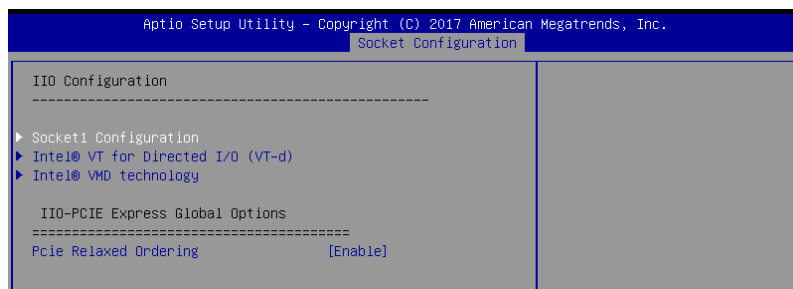 Aptio Setup Utility – Copyright (C) 2017 American Megatrends, Inc.
Socket Configuration
IIO Configuration
--------------------------------------------------
Socket1 Configuration
Intel® VT for Directed I/O (VT-d)
Intel® VMD technology
IIO-PCIE Express Global Options
========================================
Pcie Relaxed Ordering [Enable]